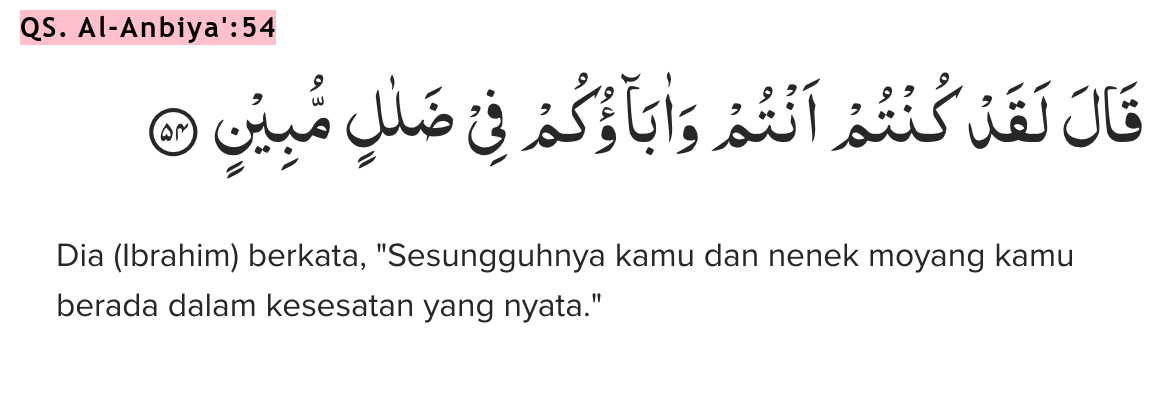 QS. Al-Anbiya':54
قَالَ لَقَدْ كُنْتُمْ اَنْتُمْ وَاٰبَاۤؤُكُمْ فِيْ ضَلٰلٍ مُّبِيْنٍ ٥٤
Dia (Ibrahim) berkata, "Sesungguhnya kamu dan nenek moyang kamu
berada dalam kesesatan yang nyata."